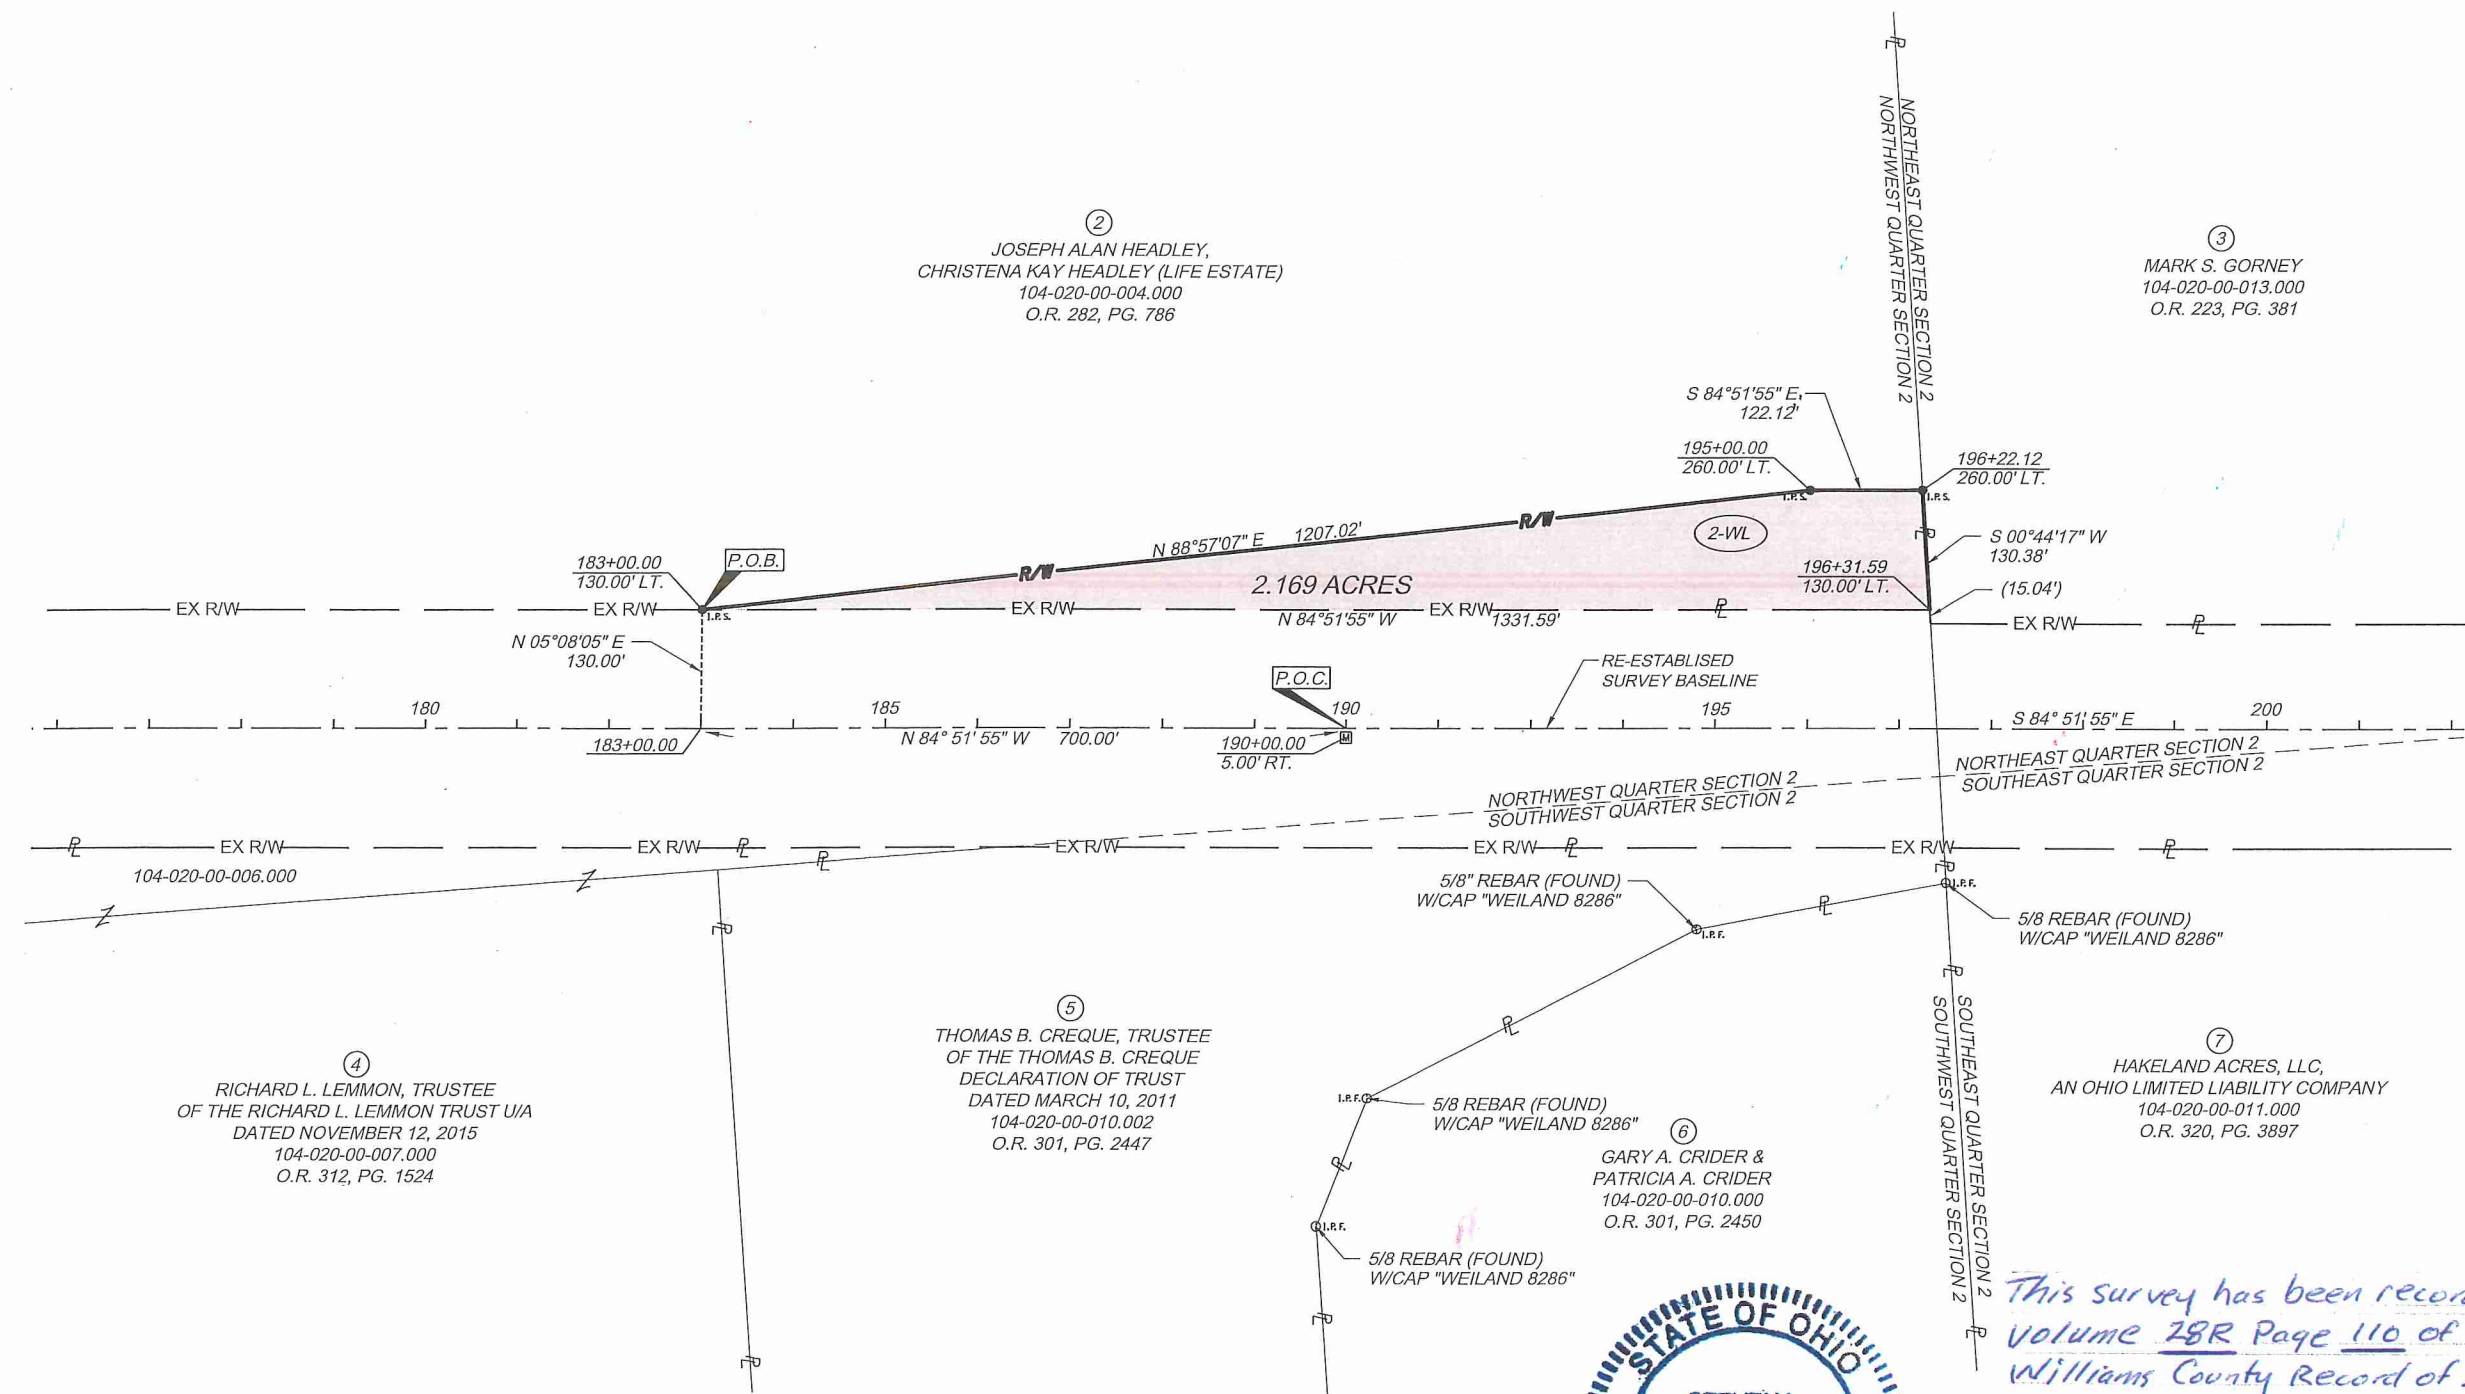 NORTHEAST QUARTER SECTION 2
NORTHWEST QUARTER SECTION 2
②
JOSEPH ALAN HEADLEY,
CHRISTENA KAY HEADLEY (LIFE ESTATE)
104-020-00-004.000
O.R. 282, PG. 786
③
MARK S. GORNEY
104-020-00-013.000
O.R. 223, PG. 381
S 84°51'55" E,
122.12'
195+00.00
260.00' LT.
196+22.12
260.00' LT.
I.P.S.
I.P.S.
R/W
2-WL
N 88°57'07" E 1207.02'
S 00°44'17" W
130.38'
183+00.00
130.00' LT.
P.O.B.
R/W
2.169 ACRES
196+31.59
130.00' LT.
(15.04')
EX R/W
EX R/W
I.P.S.
EX R/W
EX R/W
N 84°51'55" W 1331.59'
PL
EX R/W
PL
N 05°08'05" E
130.00'
P.O.C.
RE-ESTABLISED
SURVEY BASELINE
180
185
190
195
200
S 84° 51' 55" E
183+00.00
N 84° 51' 55" W 700.00'
190+00.00
5.00' RT.
M
NORTHEAST QUARTER SECTION 2
SOUTHEAST QUARTER SECTION 2
NORTHWEST QUARTER SECTION 2
SOUTHWEST QUARTER SECTION 2
PL
EX R/W
EX R/W
PL
PL
EX R/W
EX R/W
PL
EX R/W
PL
104-020-00-006.000
5/8" REBAR (FOUND)
W/CAP "WEILAND 8286"
I.P.F.
PL
I.P.F.
5/8 REBAR (FOUND)
W/CAP "WEILAND 8286"
④
RICHARD L. LEMMON, TRUSTEE
OF THE RICHARD L. LEMMON TRUST U/A
DATED NOVEMBER 12, 2015
104-020-00-007.000
O.R. 312, PG. 1524
⑤
THOMAS B. CREQUE, TRUSTEE
OF THE THOMAS B. CREQUE
DECLARATION OF TRUST
DATED MARCH 10, 2011
104-020-00-010.002
O.R. 301, PG. 2447
I.P.F.
5/8 REBAR (FOUND)
W/CAP "WEILAND 8286"
⑥
GARY A. CRIDER &
PATRICIA A. CRIDER
104-020-00-010.000
O.R. 301, PG. 2450
I.P.F.
5/8 REBAR (FOUND)
W/CAP "WEILAND 8286"
SOUTHEAST QUARTER SECTION 2
SOUTHWEST QUARTER SECTION 2
⑦
HAKELAND ACRES, LLC,
AN OHIO LIMITED LIABILITY COMPANY
104-020-00-011.000
O.R. 320, PG. 3897
STATE OF OHIO
This survey has been recor
Volume 28R Page 110 of
Williams County Record of